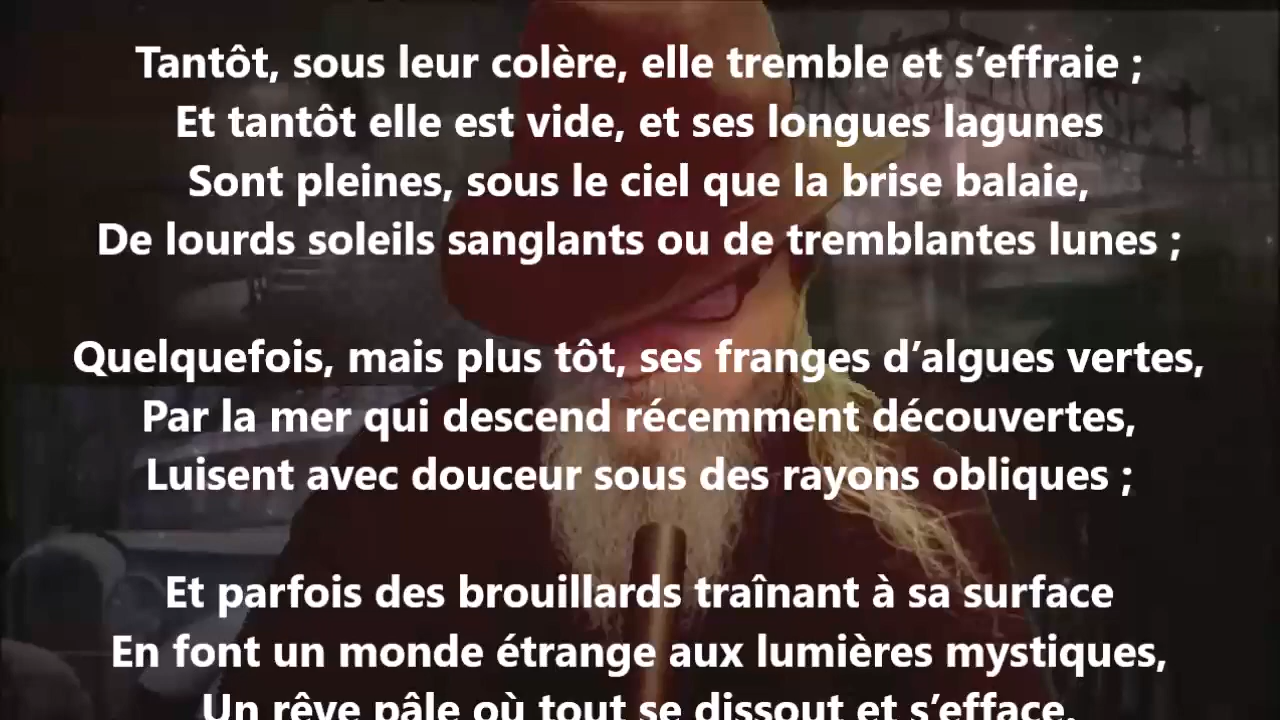 Tantôt, sous leur colère, elle tremble et s’effraie ;
Et tantôt elle est vide, et ses longues lagunes
Sont pleines, sous le ciel que la brise balaie,
De lourds soleils sanglants ou de tremblantes lunes ;
Quelquefois, mais plus tôt, ses franges d’algues vertes,
Par la mer qui descend récemment découvertes,
Luisent avec douceur sous des rayons obliques ;
Et parfois des brouillards traînant à sa surface
En font un monde étrange aux lumières mystiques,
Un rêve pâle où tout se dissout et s’efface.